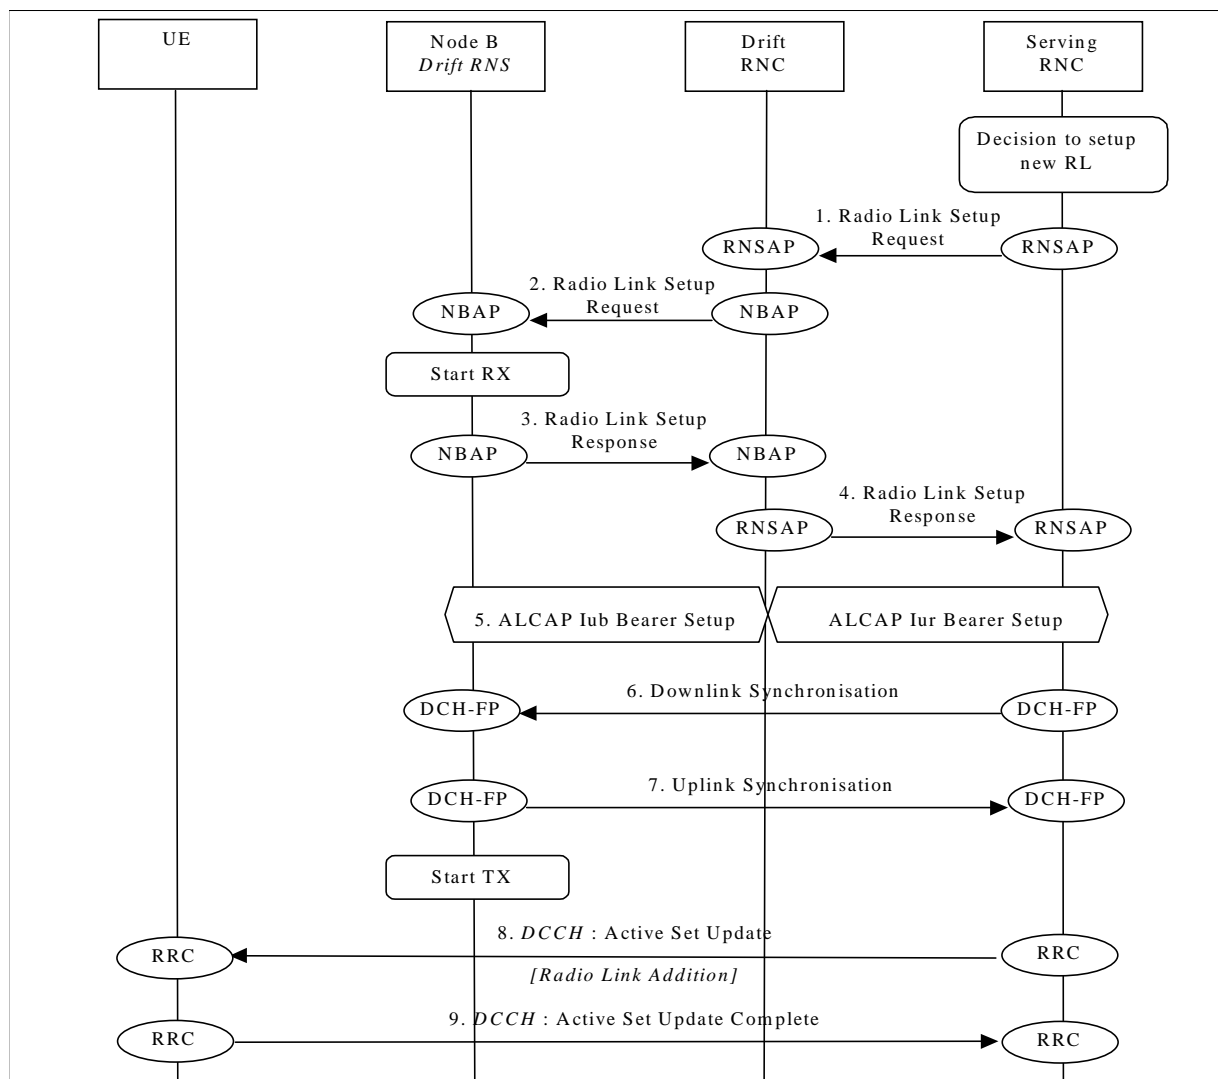 UE
Node B
Drift RNS
Drift
RNC
Serving
RNC
Decision to setup
new RL
1. Radio Link Setup
Request
RNSAP
RNSAP
2. Radio Link Setup
Request
NBAP
NBAP
Start RX
3. Radio Link Setup
Response
NBAP
NBAP
4. Radio Link Setup
Response
RNSAP
RNSAP
5. ALCAP Iub Bearer Setup
ALCAP Iur Bearer Setup
6. Downlink Synchronisation
DCH-FP
DCH-FP
7. Uplink Synchronisation
DCH-FP
DCH-FP
Start TX
8. DCCH : Active Set Update
RRC
RRC
[Radio Link Addition]
9. DCCH : Active Set Update Complete
RRC
RRC